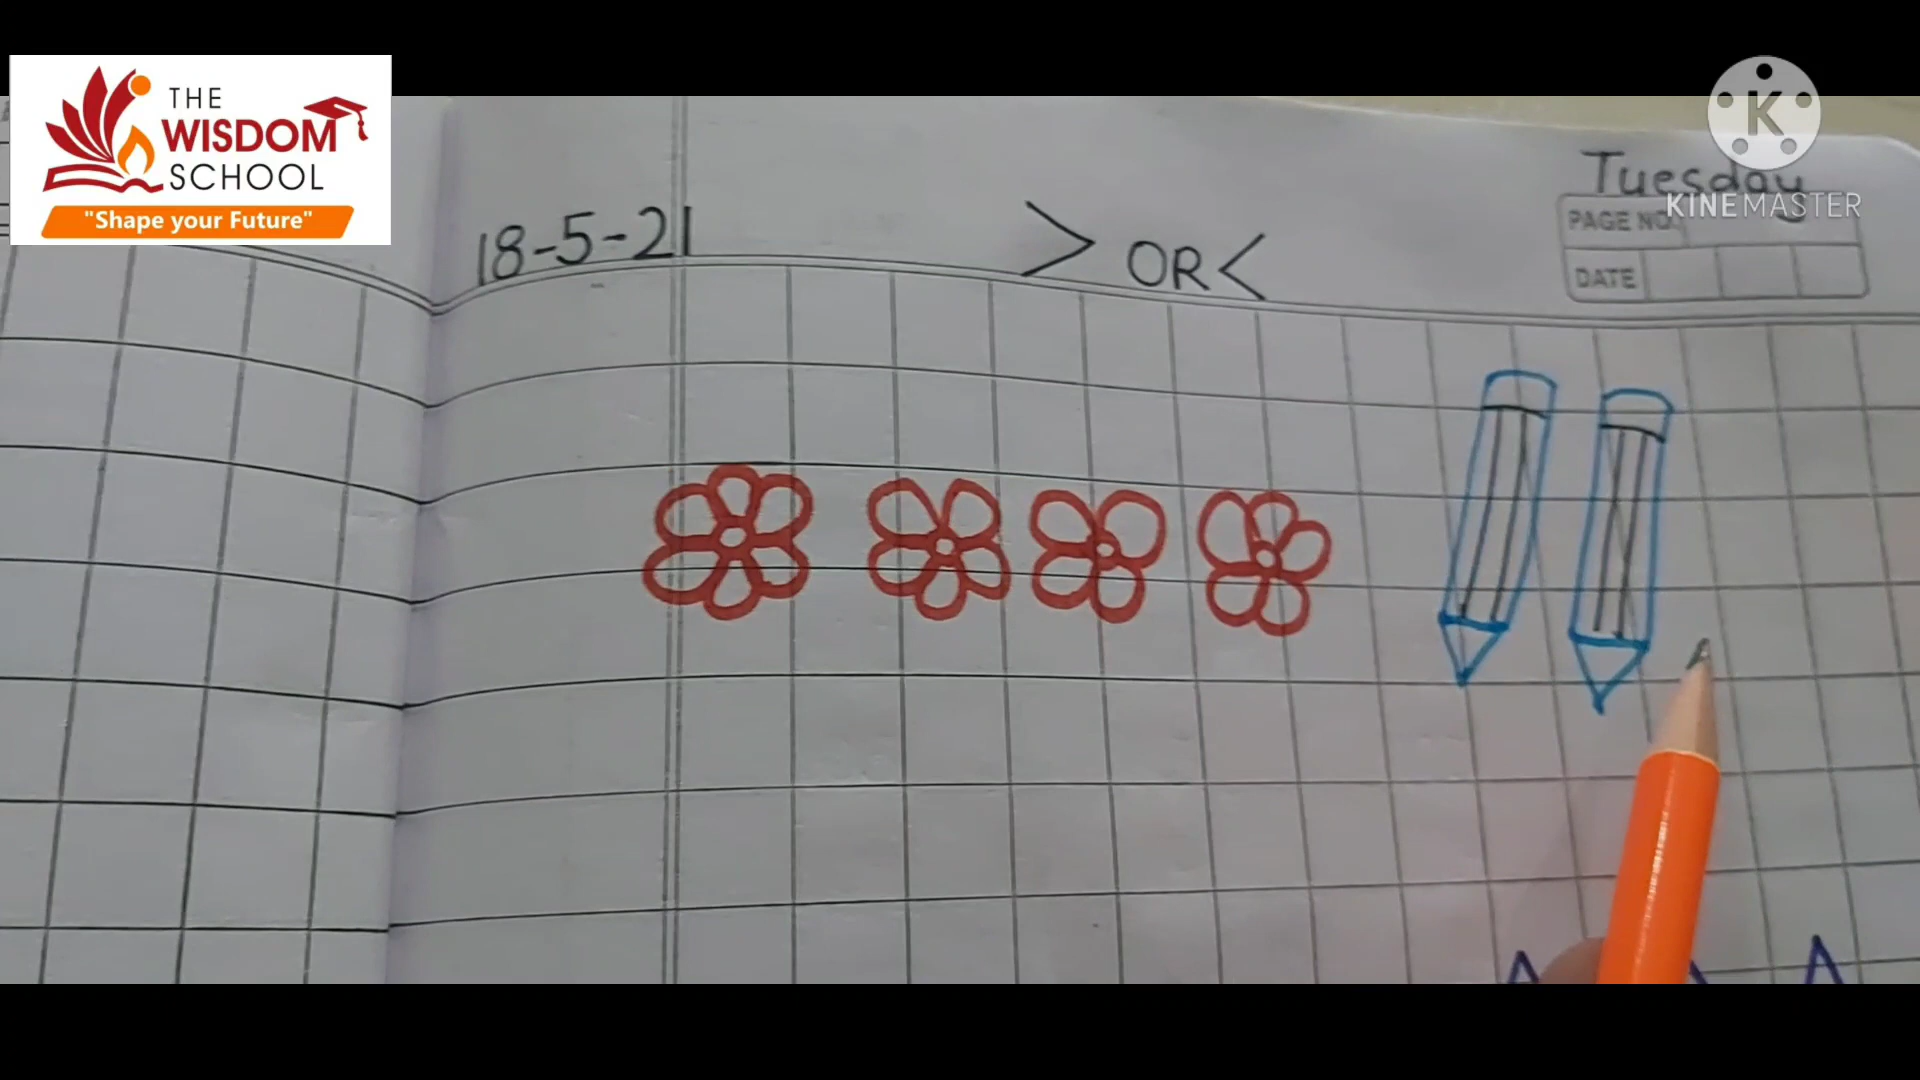 THE
WISDOM
SCHOOL
"Shape your Future"
K
KINEMASTER
Tuesday
PAGE NO.
DATE
18-5-21
> OR <